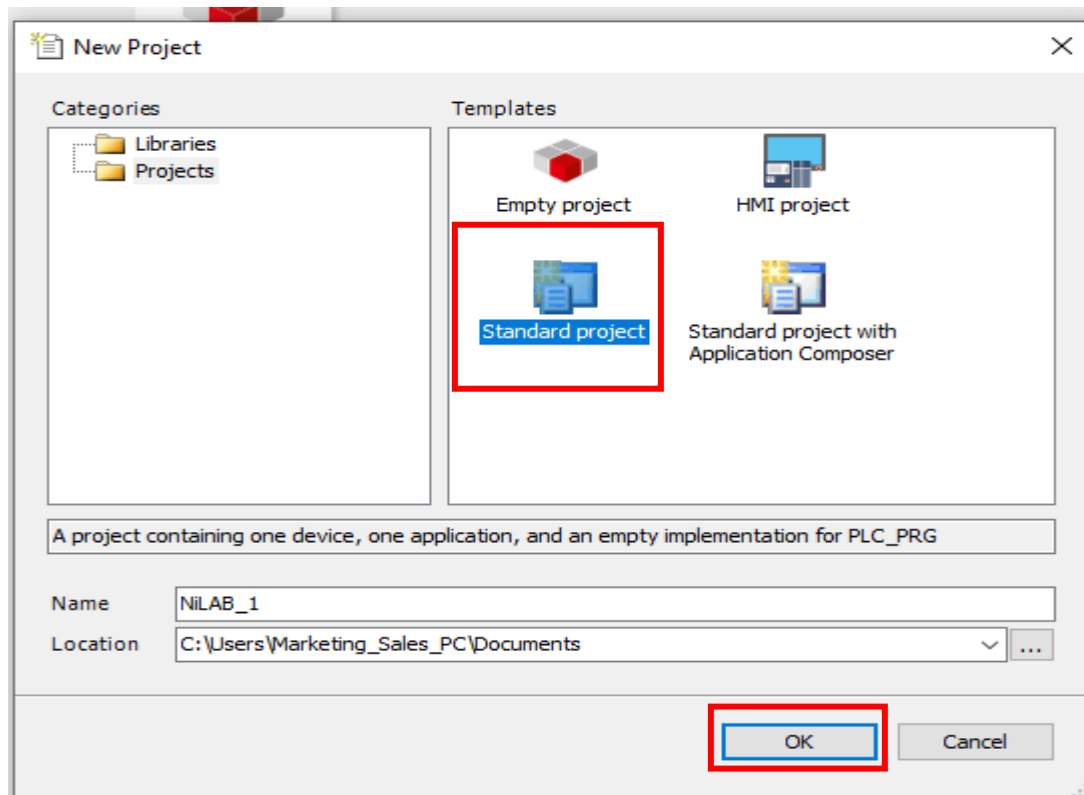 New Project
Categories
Libraries
Projects
Templates
Empty project
HMI project
Standard project
Standard project with
Application Composer
A project containing one device, one application, and an empty implementation for PLC_PRG
Name
NiLAB_1
Location
C:\Users\Marketing_Sales_PC\Documents
...
OK
Cancel